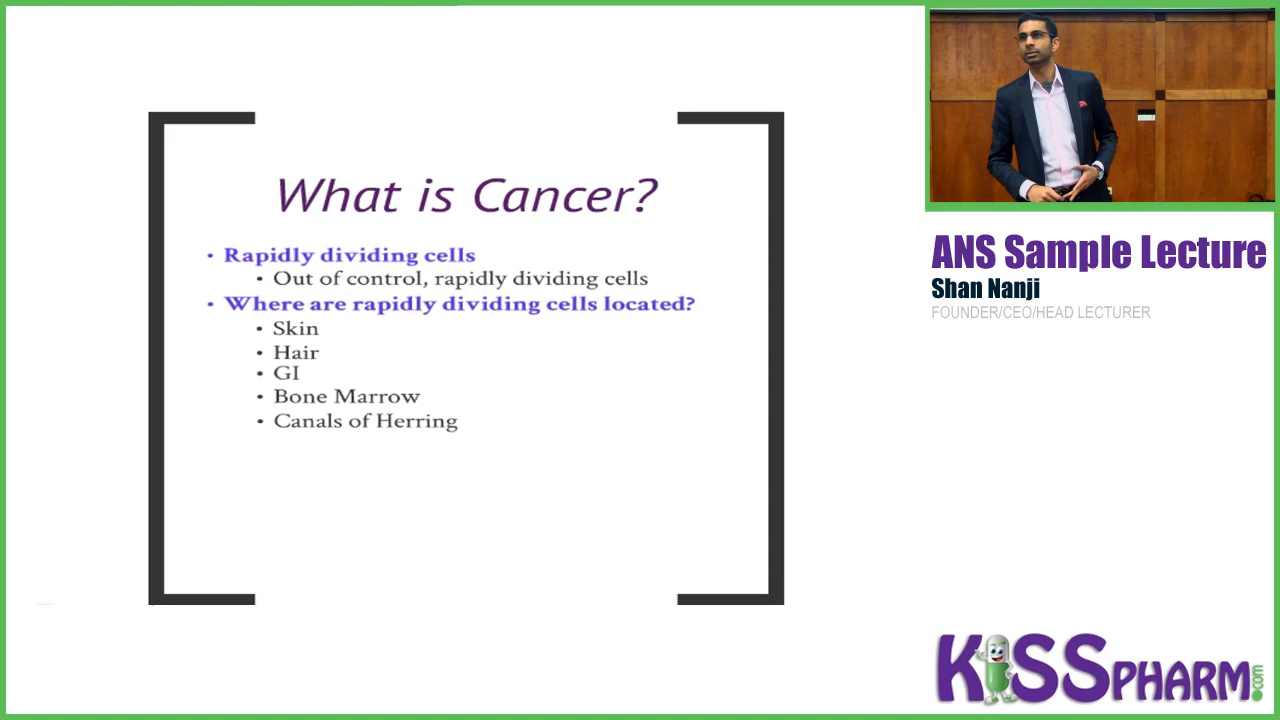 What is Cancer?
• Rapidly dividing cells
• Out of control, rapidly dividing cells
• Where are rapidly dividing cells located?
• Skin
• Hair
• GI
• Bone Marrow
• Canals of Herring
ANS Sample Lecture
Shan Nanji
FOUNDER/CEO/HEAD LECTURER
KiSSPHARM.com